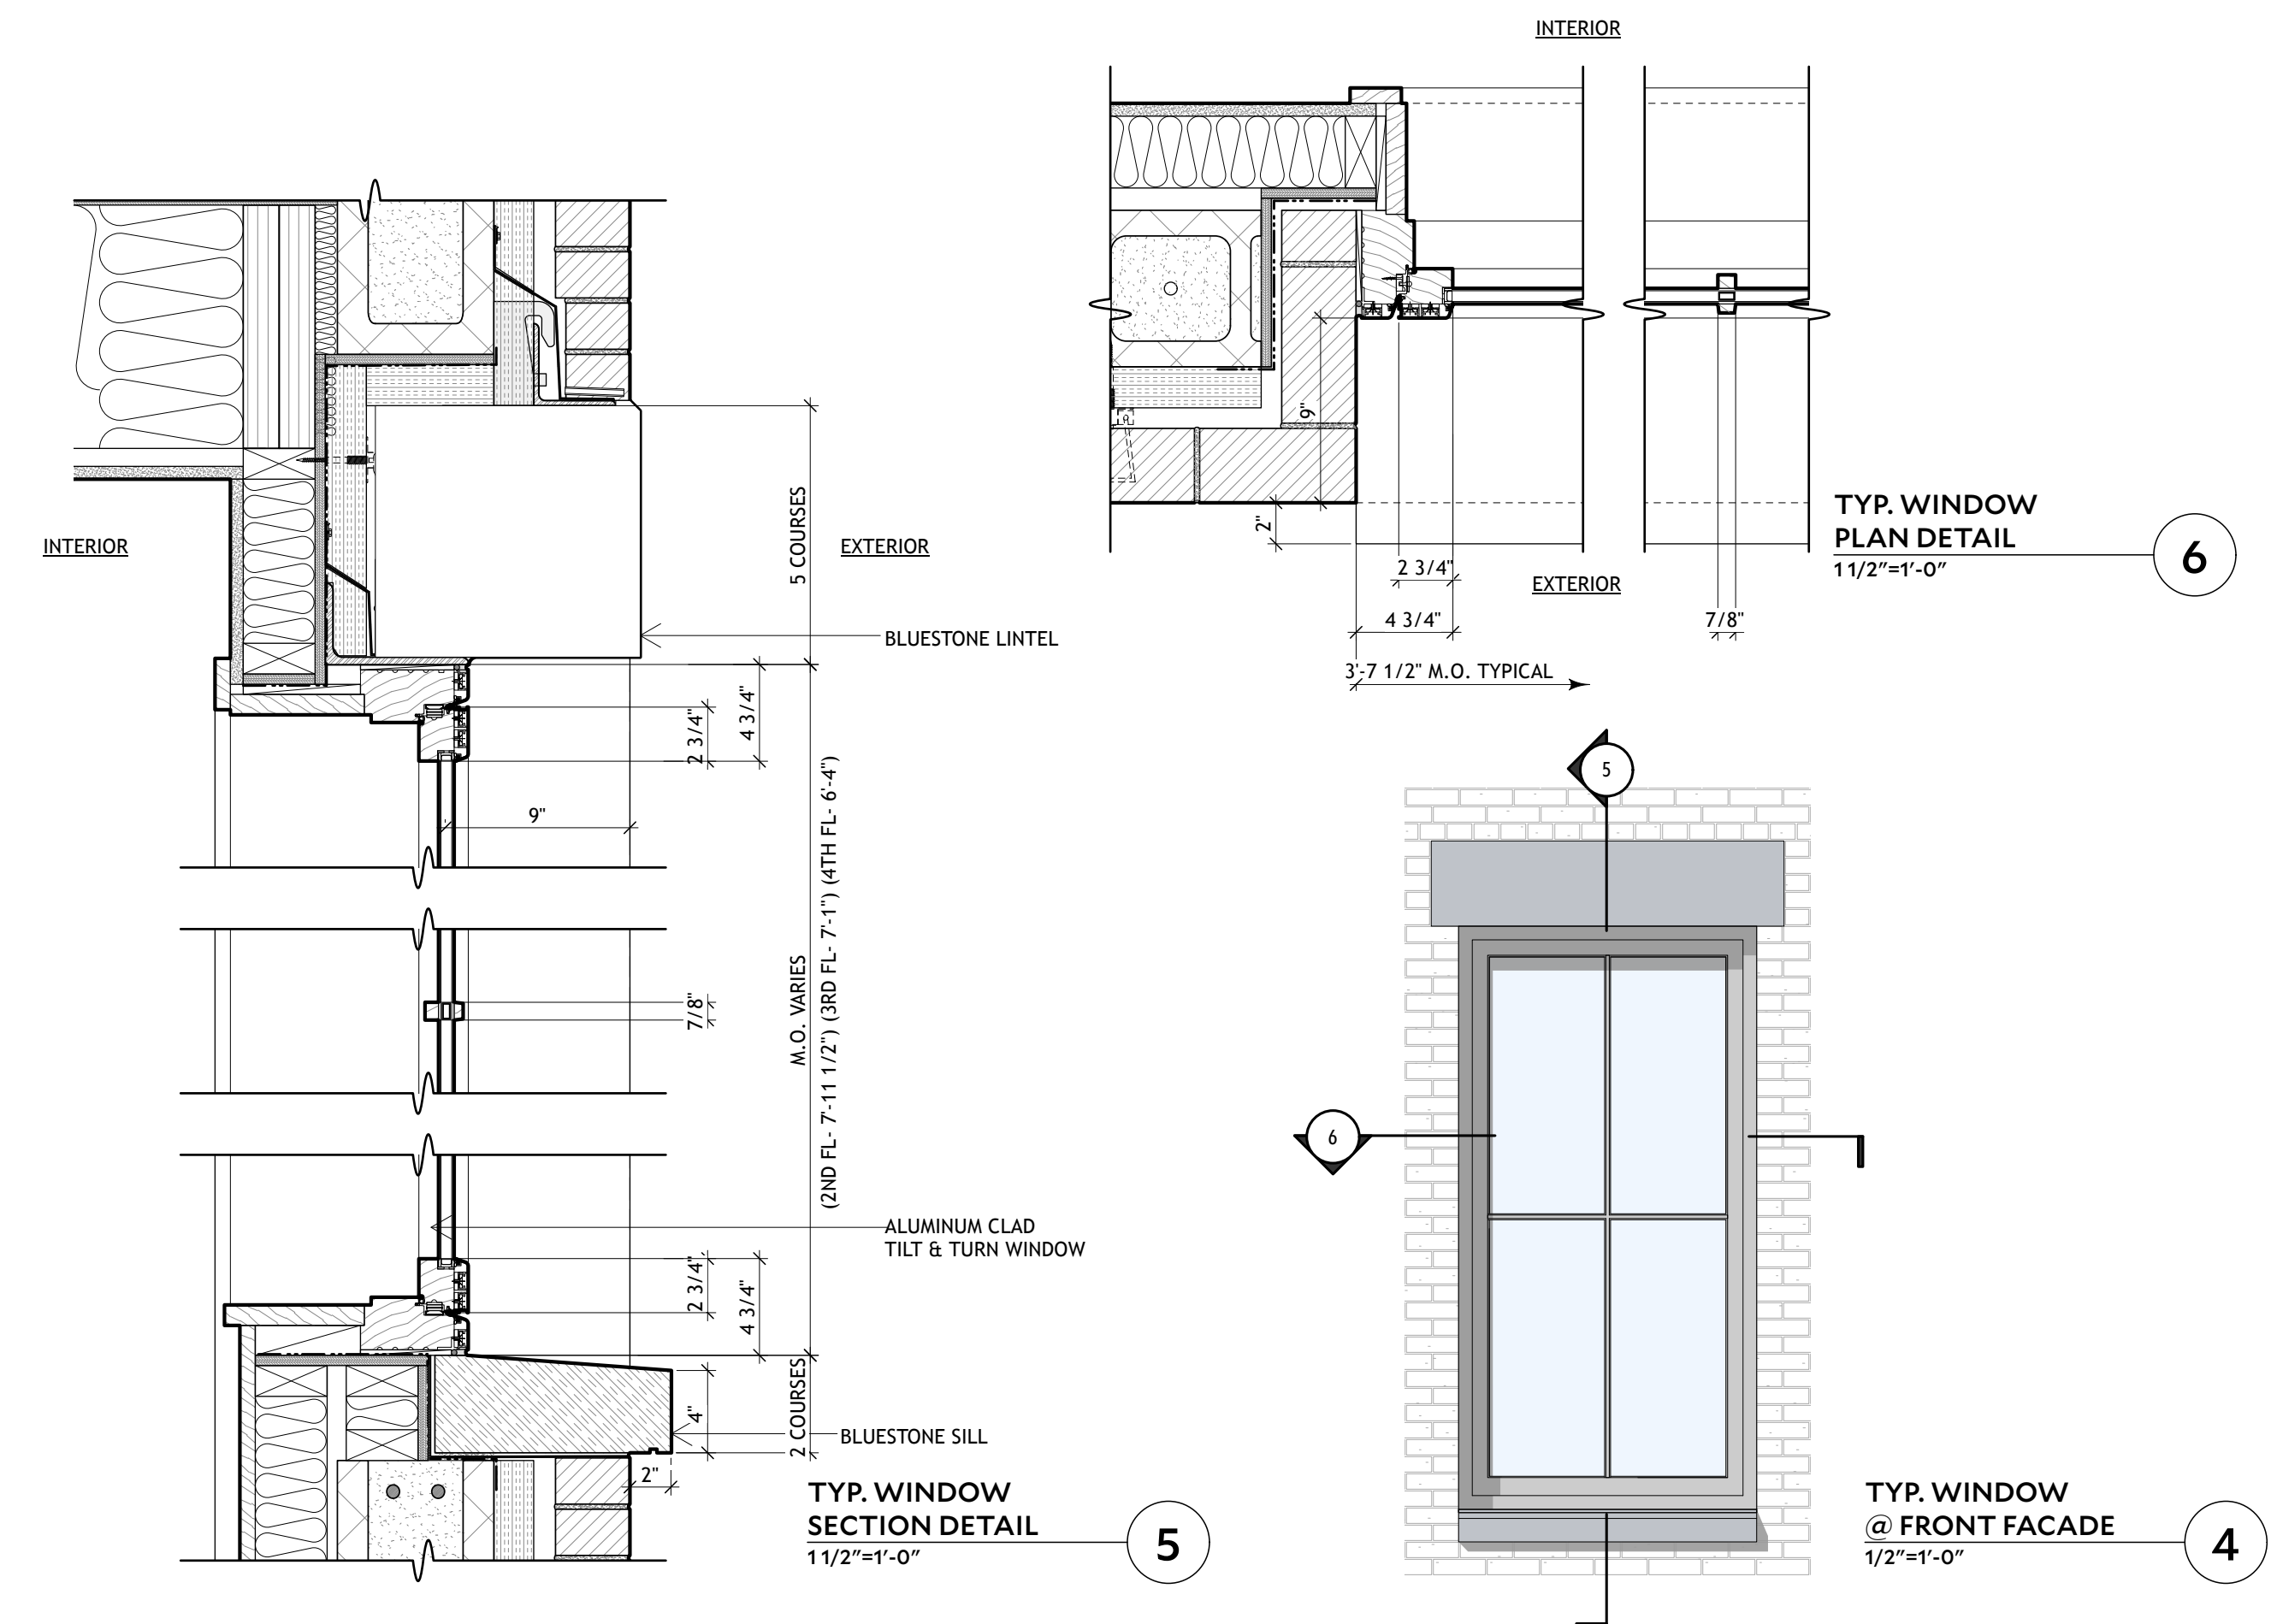 INTERIOR
INTERIOR
5 COURSES
EXTERIOR
BLUESTONE LINTEL
2 3/4"
4 3/4"
9"
M.O. VARIES
(2ND FL- 7'-11 1/2") (3RD FL- 7'-1") (4TH FL- 6'-4")
7/8"
ALUMINUM CLAD
TILT & TURN WINDOW
2 3/4"
4 3/4"
4"
2 COURSES
BLUESTONE SILL
2"
TYP. WINDOW
SECTION DETAIL
1 1/2"=1'-0"
5
9"
2"
2 3/4"
EXTERIOR
4 3/4"
7/8"
3'-7 1/2" M.O. TYPICAL
TYP. WINDOW
PLAN DETAIL
1 1/2"=1'-0"
6
5
6
TYP. WINDOW
@ FRONT FACADE
1/2"=1'-0"
4